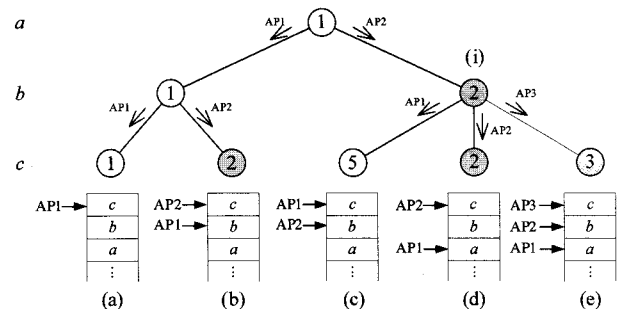 a AP1 1 AP2
(i)
b AP1 1 AP2 AP1 2 AP2 AP3
c 1 2 5 2 3
AP1 c AP2 c AP1 c AP2 c AP3 c
b AP1 b AP2 b b AP2 b
a a a AP1 a AP1 a
⋮ ⋮ ⋮ ⋮ ⋮
(a) (b) (c) (d) (e)